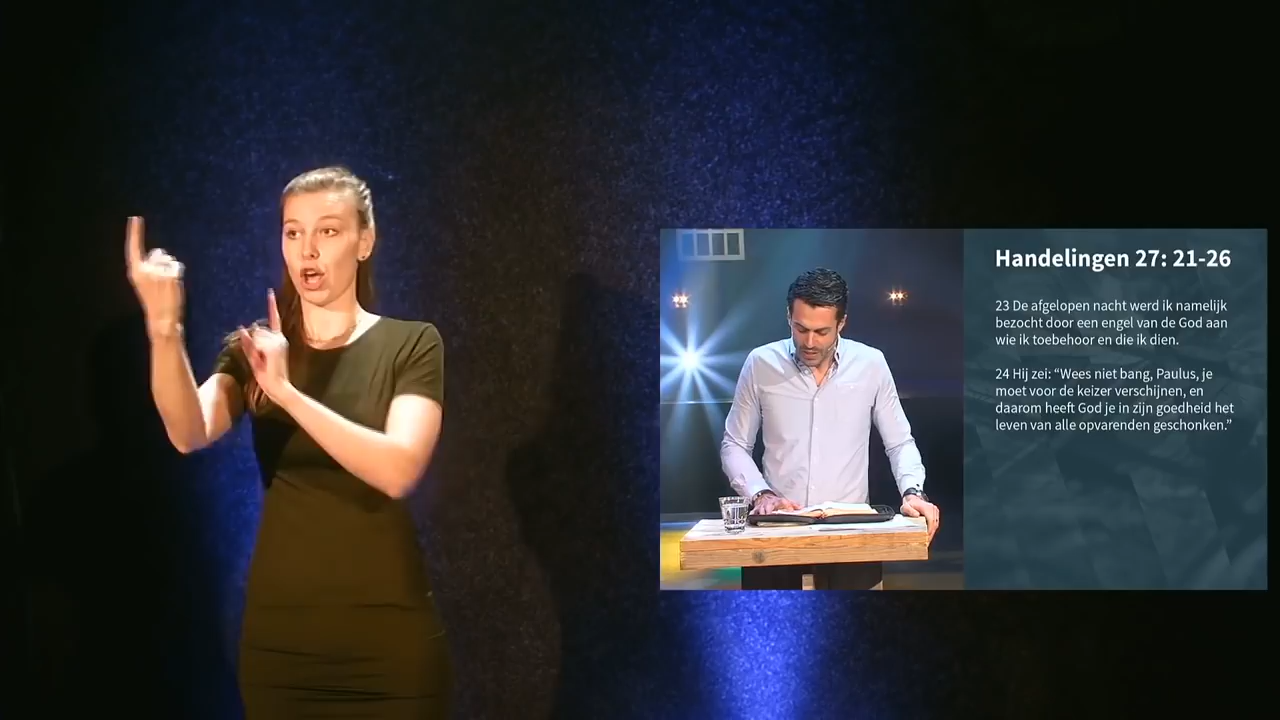 Handelingen 27: 21-26
23 De afgelopen nacht werd ik namelijk
bezocht door een engel van de God aan
wie ik toebehoor en die ik dien.
24 Hij zei: “Wees niet bang, Paulus, je
moet voor de keizer verschijnen, en
daarom heeft God je in zijn goedheid het
leven van alle opvarenden geschonken.”